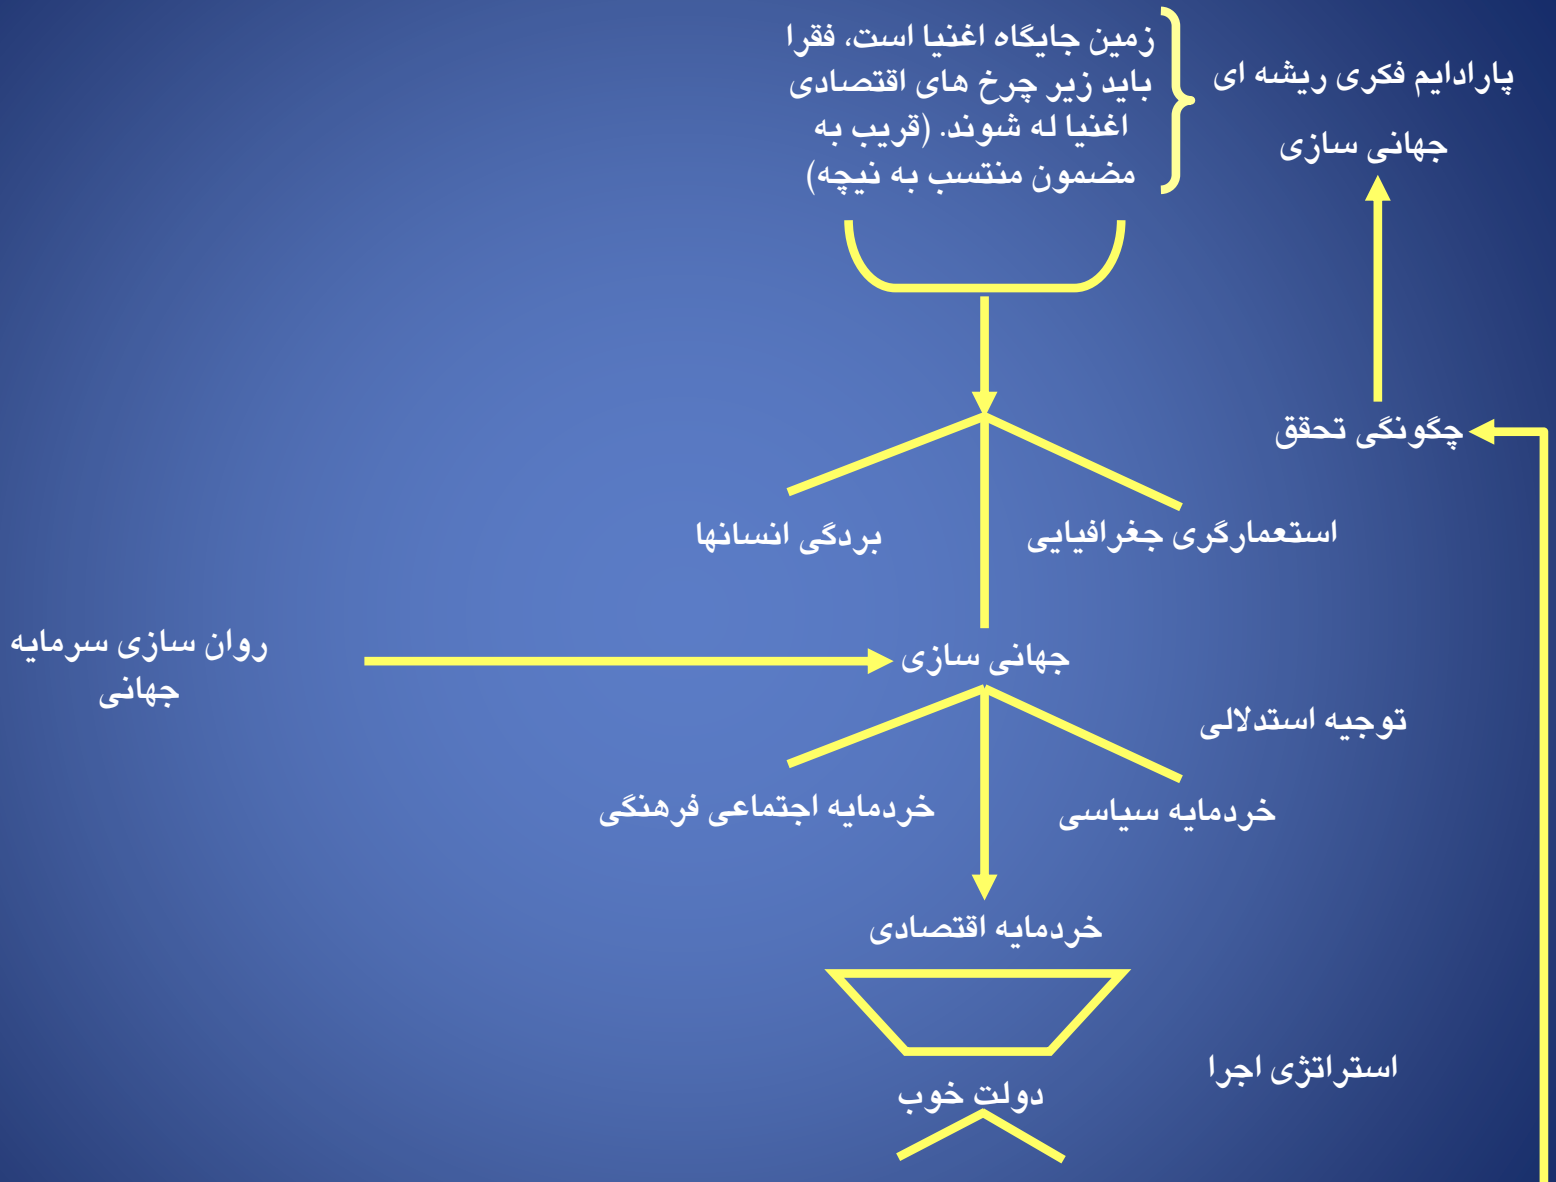 پارادایم فکری ریشه ای
جهانی سازی
زمین جایگاه اغنیا است، فقرا
باید زیر چرخ های اقتصادی
اغنیا له شوند. (قریب به
مضمون منتسب به نیچه)
چگونگی تحقق
استعمارگری جغرافیایی
بردگی انسانها
جهانی سازی
روان سازی سرمایه
جهانی
توجیه استدلالی
خردمایه سیاسی
خردمایه اجتماعی فرهنگی
خردمایه اقتصادی
استراتژی اجرا
دولت خوب